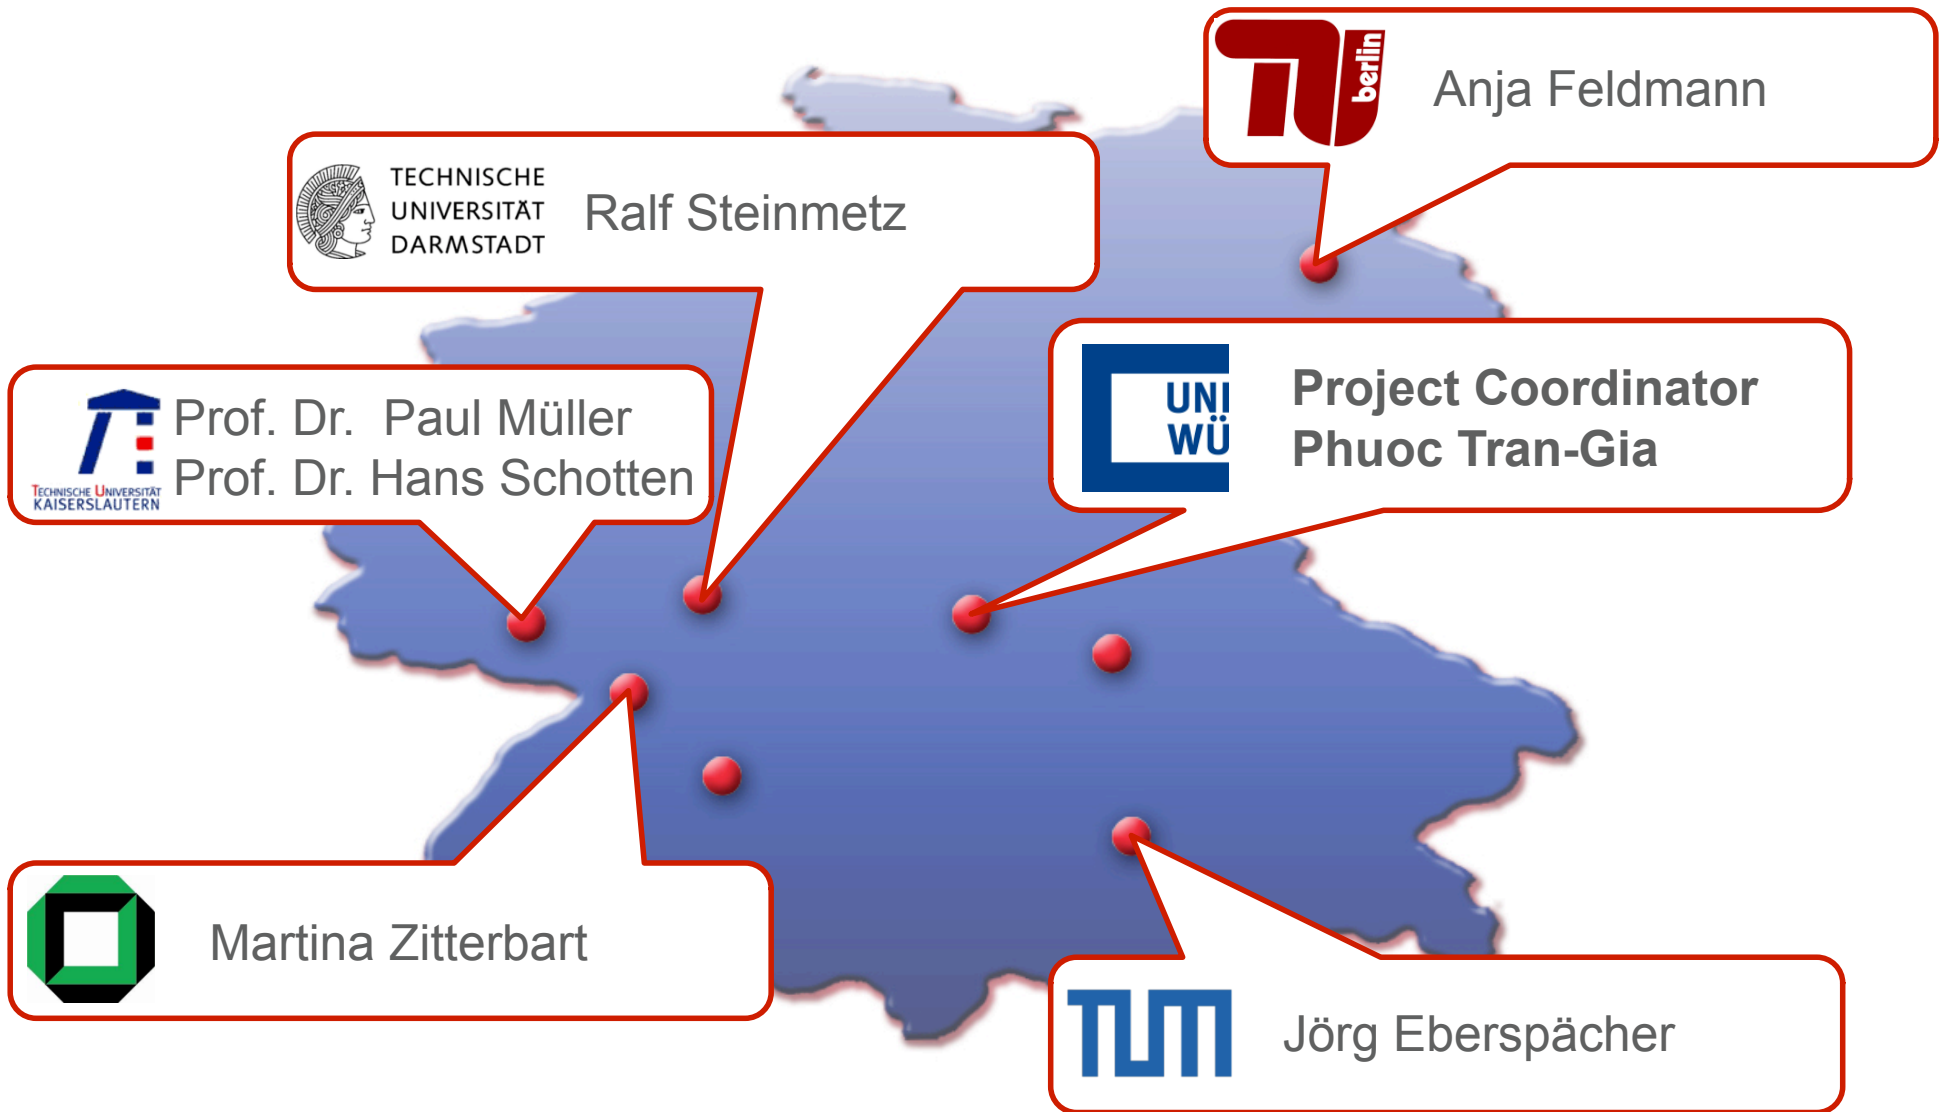 berlin
Anja Feldmann
TECHNISCHE
UNIVERSITÄT
DARMSTADT
Ralf Steinmetz
Project Coordinator
Phuoc Tran-Gia
UNI
WÜ
Prof. Dr. Paul Müller
Prof. Dr. Hans Schotten
TECHNISCHE UNIVERSITÄT
KAISERSLAUTERN
Martina Zitterbart
TUM
Jörg Eberspächer